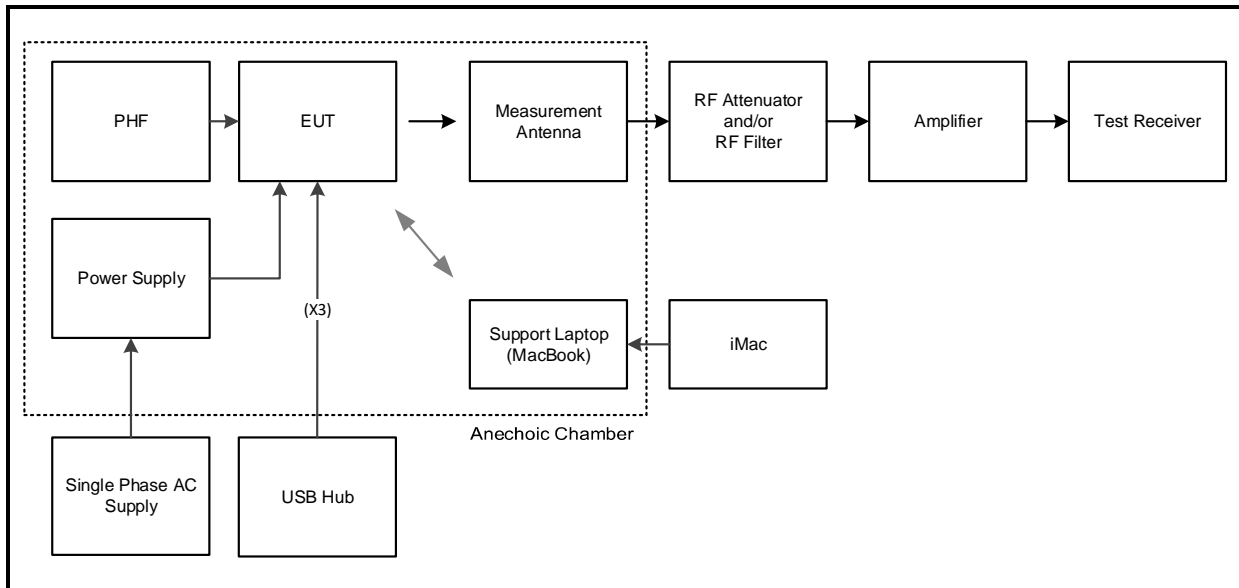 PHF
EUT
Measurement
Antenna
RF Attenuator
and/or
RF Filter
Amplifier
Test Receiver
Power Supply
(X3)
Support Laptop
(MacBook)
iMac
Anechoic Chamber
Single Phase AC
Supply
USB Hub